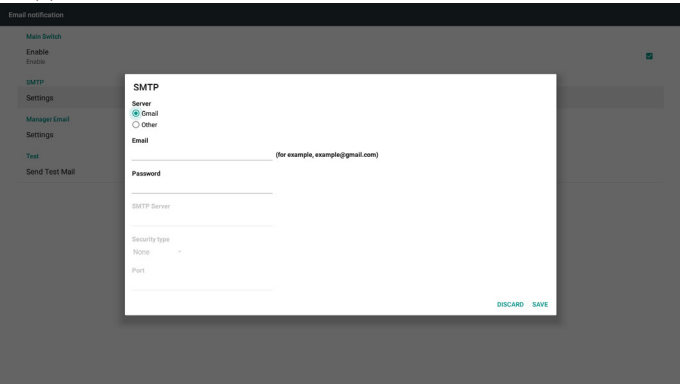 Email notification
Main Switch
Enable
Enable
SMTP
Settings
Manager Email
Settings
Test
Send Test Mail
SMTP
Server
Gmail
Other
Email
(for example, example@gmail.com)
Password
SMTP Server
Security type
None
Port
DISCARD SAVE